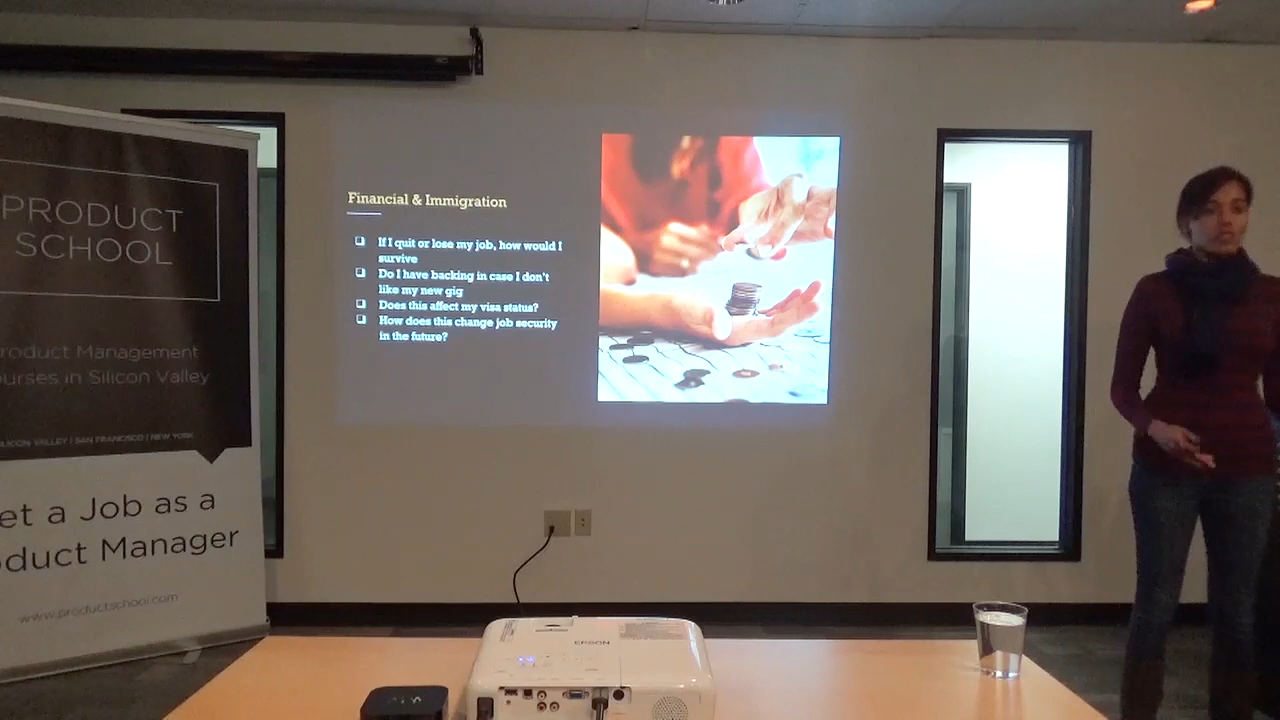 PRODUCT
SCHOOL
roduct Management
ourses in Silicon Valley
SILICON VALLEY | SAN FRANCISCO | NEW YORK
et a Job as a
oduct Manager
www.productschool.com
Financial & Immigration
If I quit or lose my job, how would I
survive
Do I have backing in case I don't
like my new gig
Does this affect my visa status?
How does this change job security
in the future?
EPSON